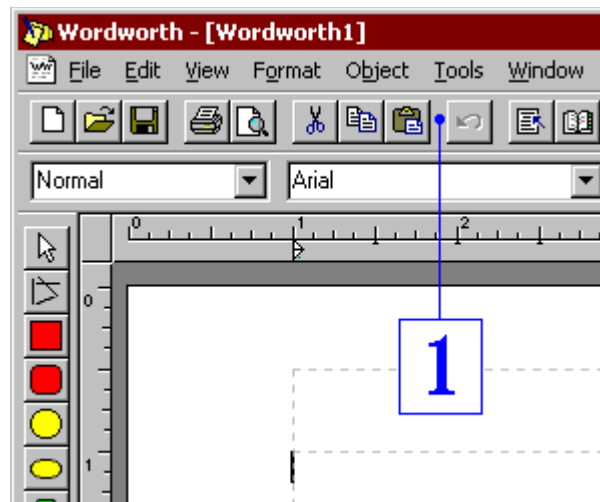 Wordworth - [Wordworth1]
File Edit View Format Object Tools Window
Normal Arial
0 1 2
0
1
1